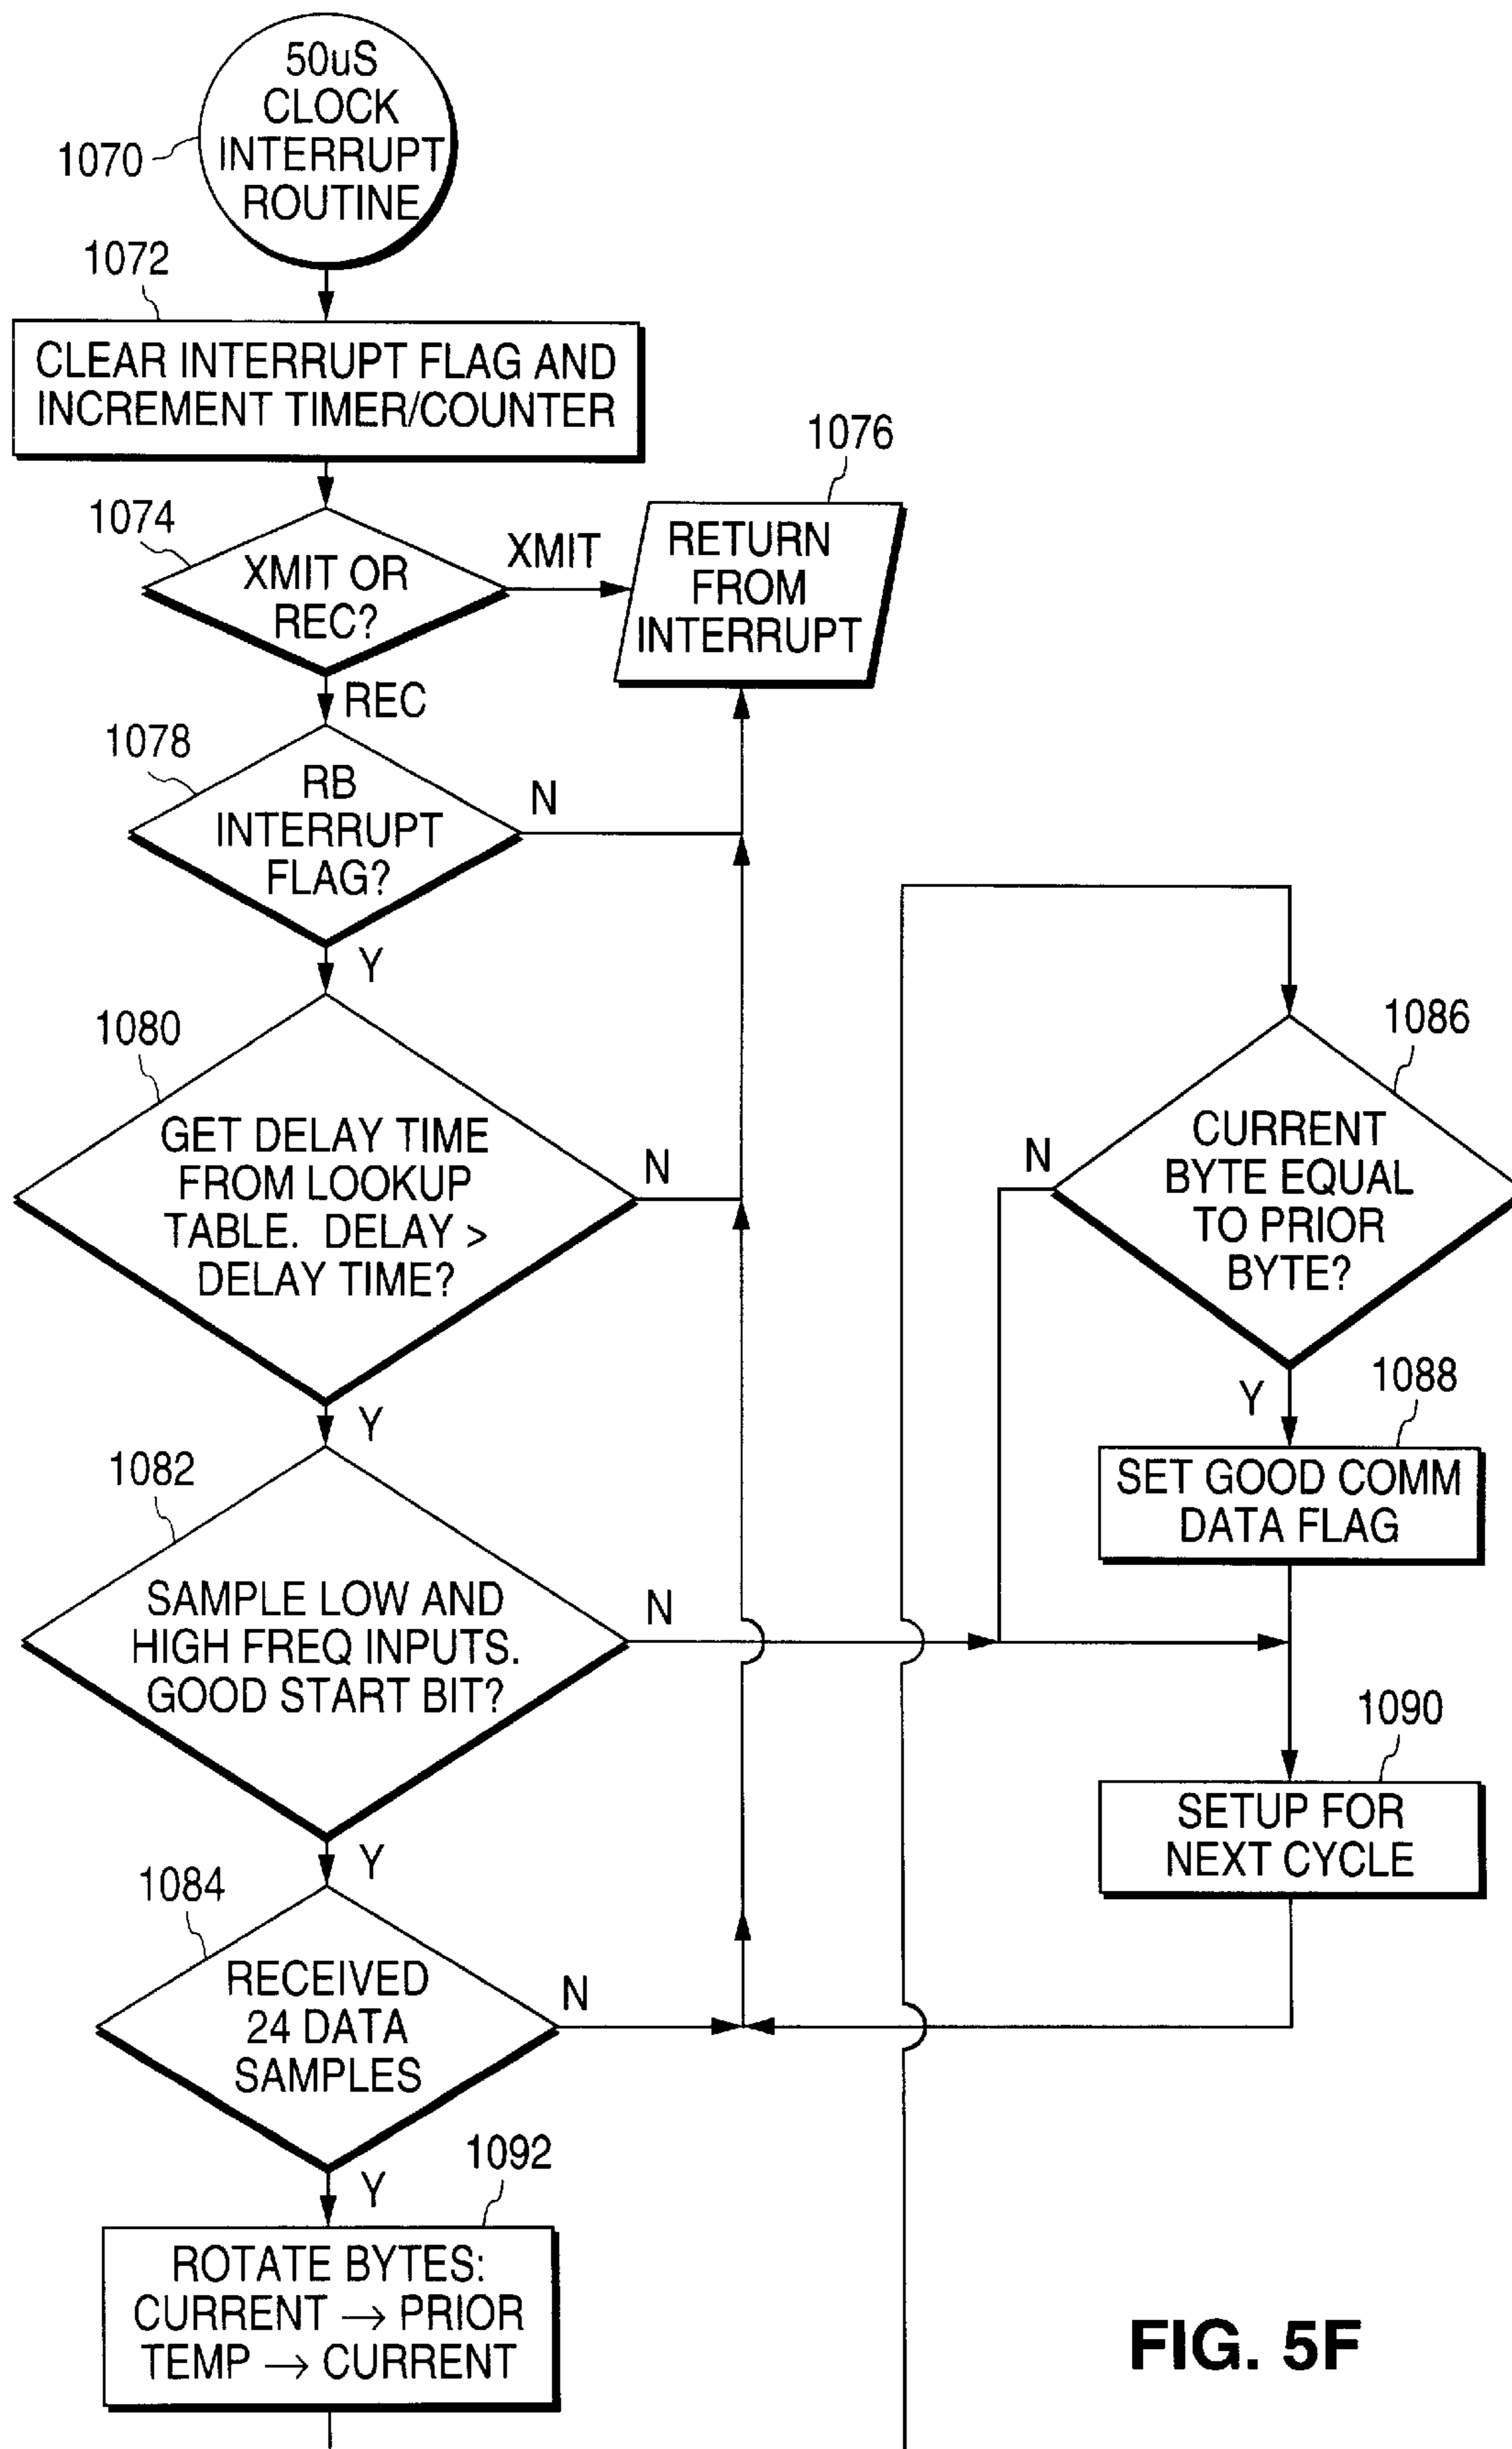 50uS
CLOCK
INTERRUPT
ROUTINE
1070
1072
CLEAR INTERRUPT FLAG AND
INCREMENT TIMER/COUNTER
1074
XMIT OR
REC?
XMIT
1076
RETURN
FROM
INTERRUPT
REC
1078
RB
INTERRUPT
FLAG?
N
Y
1080
GET DELAY TIME
FROM LOOKUP
TABLE. DELAY >
DELAY TIME?
N
Y
1082
SAMPLE LOW AND
HIGH FREQ INPUTS.
GOOD START BIT?
N
Y
1084
RECEIVED
24 DATA
SAMPLES
N
Y
1092
ROTATE BYTES:
CURRENT → PRIOR
TEMP → CURRENT
1086
CURRENT
BYTE EQUAL
TO PRIOR
BYTE?
N
Y
1088
SET GOOD COMM
DATA FLAG
1090
SETUP FOR
NEXT CYCLE
FIG. 5F